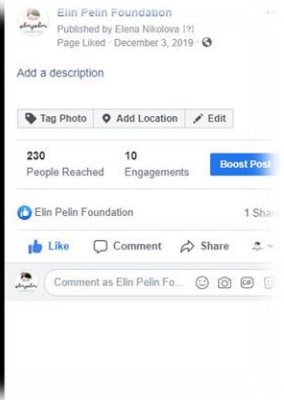 Elin Pelin Foundation
Published by Elena Nikolova [?]
Page Liked · December 3, 2019 ·
Add a description
Tag Photo Add Location Edit
230 10
People Reached Engagements
Boost Post
Elin Pelin Foundation 1 Shar
Like Comment Share
Comment as Elin Pelin Fo... GIF